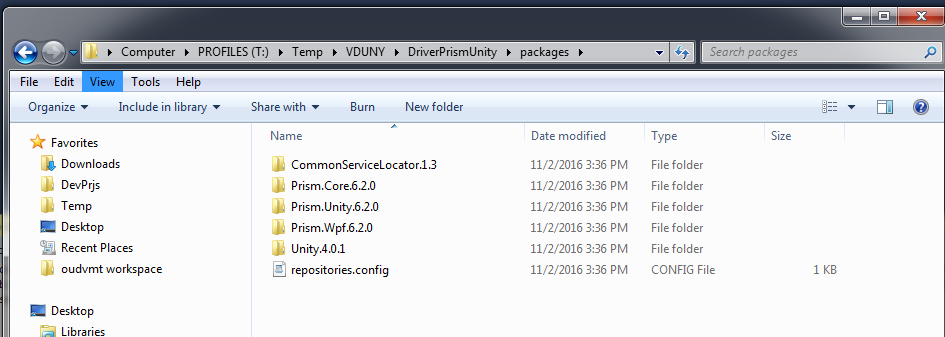 Computer ▸ PROFILES (T:) ▸ Temp ▸ VDUNY ▸ DriverPrismUnity ▸ packages ▸
Search packages
File Edit View Tools Help
Organize Include in library Share with Burn New folder
Name Date modified Type Size
Favorites
Downloads
DevPrjs
Temp
Desktop
Recent Places
oudvmt workspace
Desktop
Libraries
CommonServiceLocator.1.3 11/2/2016 3:36 PM File folder
Prism.Core.6.2.0 11/2/2016 3:36 PM File folder
Prism.Unity.6.2.0 11/2/2016 3:36 PM File folder
Prism.Wpf.6.2.0 11/2/2016 3:36 PM File folder
Unity.4.0.1 11/2/2016 3:36 PM File folder
repositories.config 11/2/2016 3:36 PM CONFIG File 1 KB